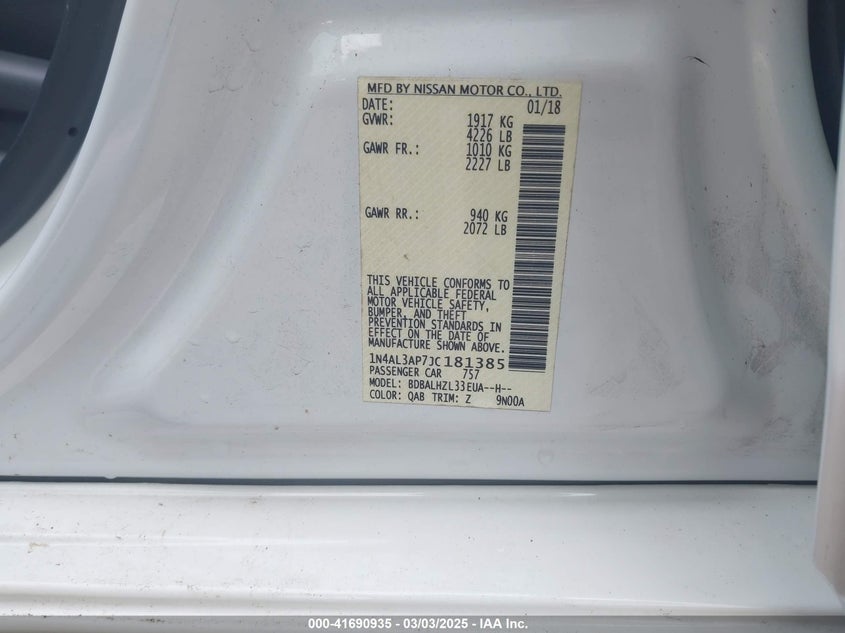 MFD BY NISSAN MOTOR CO., LTD.
DATE: 01/18
GVWR: 1917 KG
4226 LB
GAWR FR.: 1010 KG
2227 LB
GAWR RR.: 940 KG
2072 LB
THIS VEHICLE CONFORMS TO
ALL APPLICABLE FEDERAL
MOTOR VEHICLE SAFETY,
BUMPER, AND THEFT
PREVENTION STANDARDS IN
EFFECT ON THE DATE OF
MANUFACTURE SHOWN ABOVE.
1N4AL3AP7JC181385
PASSENGER CAR 757
MODEL: BDBALHZL33EUA--H--
COLOR: QAB TRIM: Z 9N00A
000-41690935 - 03/03/2025 - IAA Inc.